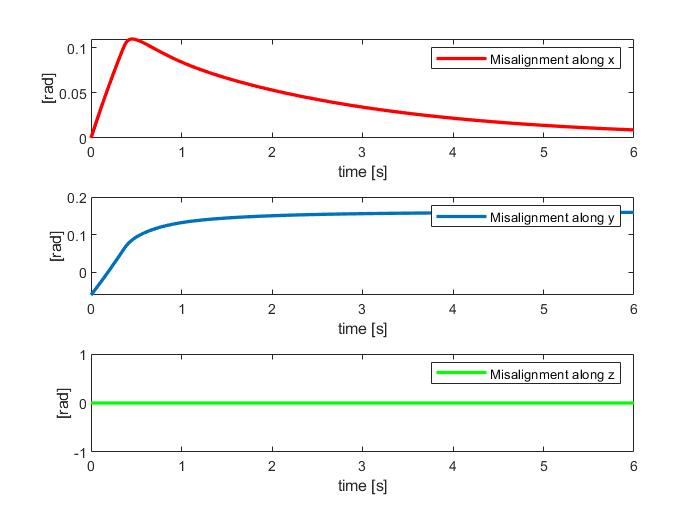 0.1
0.05
0
[rad]
Misalignment along x
0 1 2 3 4 5 6
time [s]
0.2
0.1
0
[rad]
Misalignment along y
0 1 2 3 4 5 6
time [s]
1
0
-1
[rad]
Misalignment along z
0 1 2 3 4 5 6
time [s]